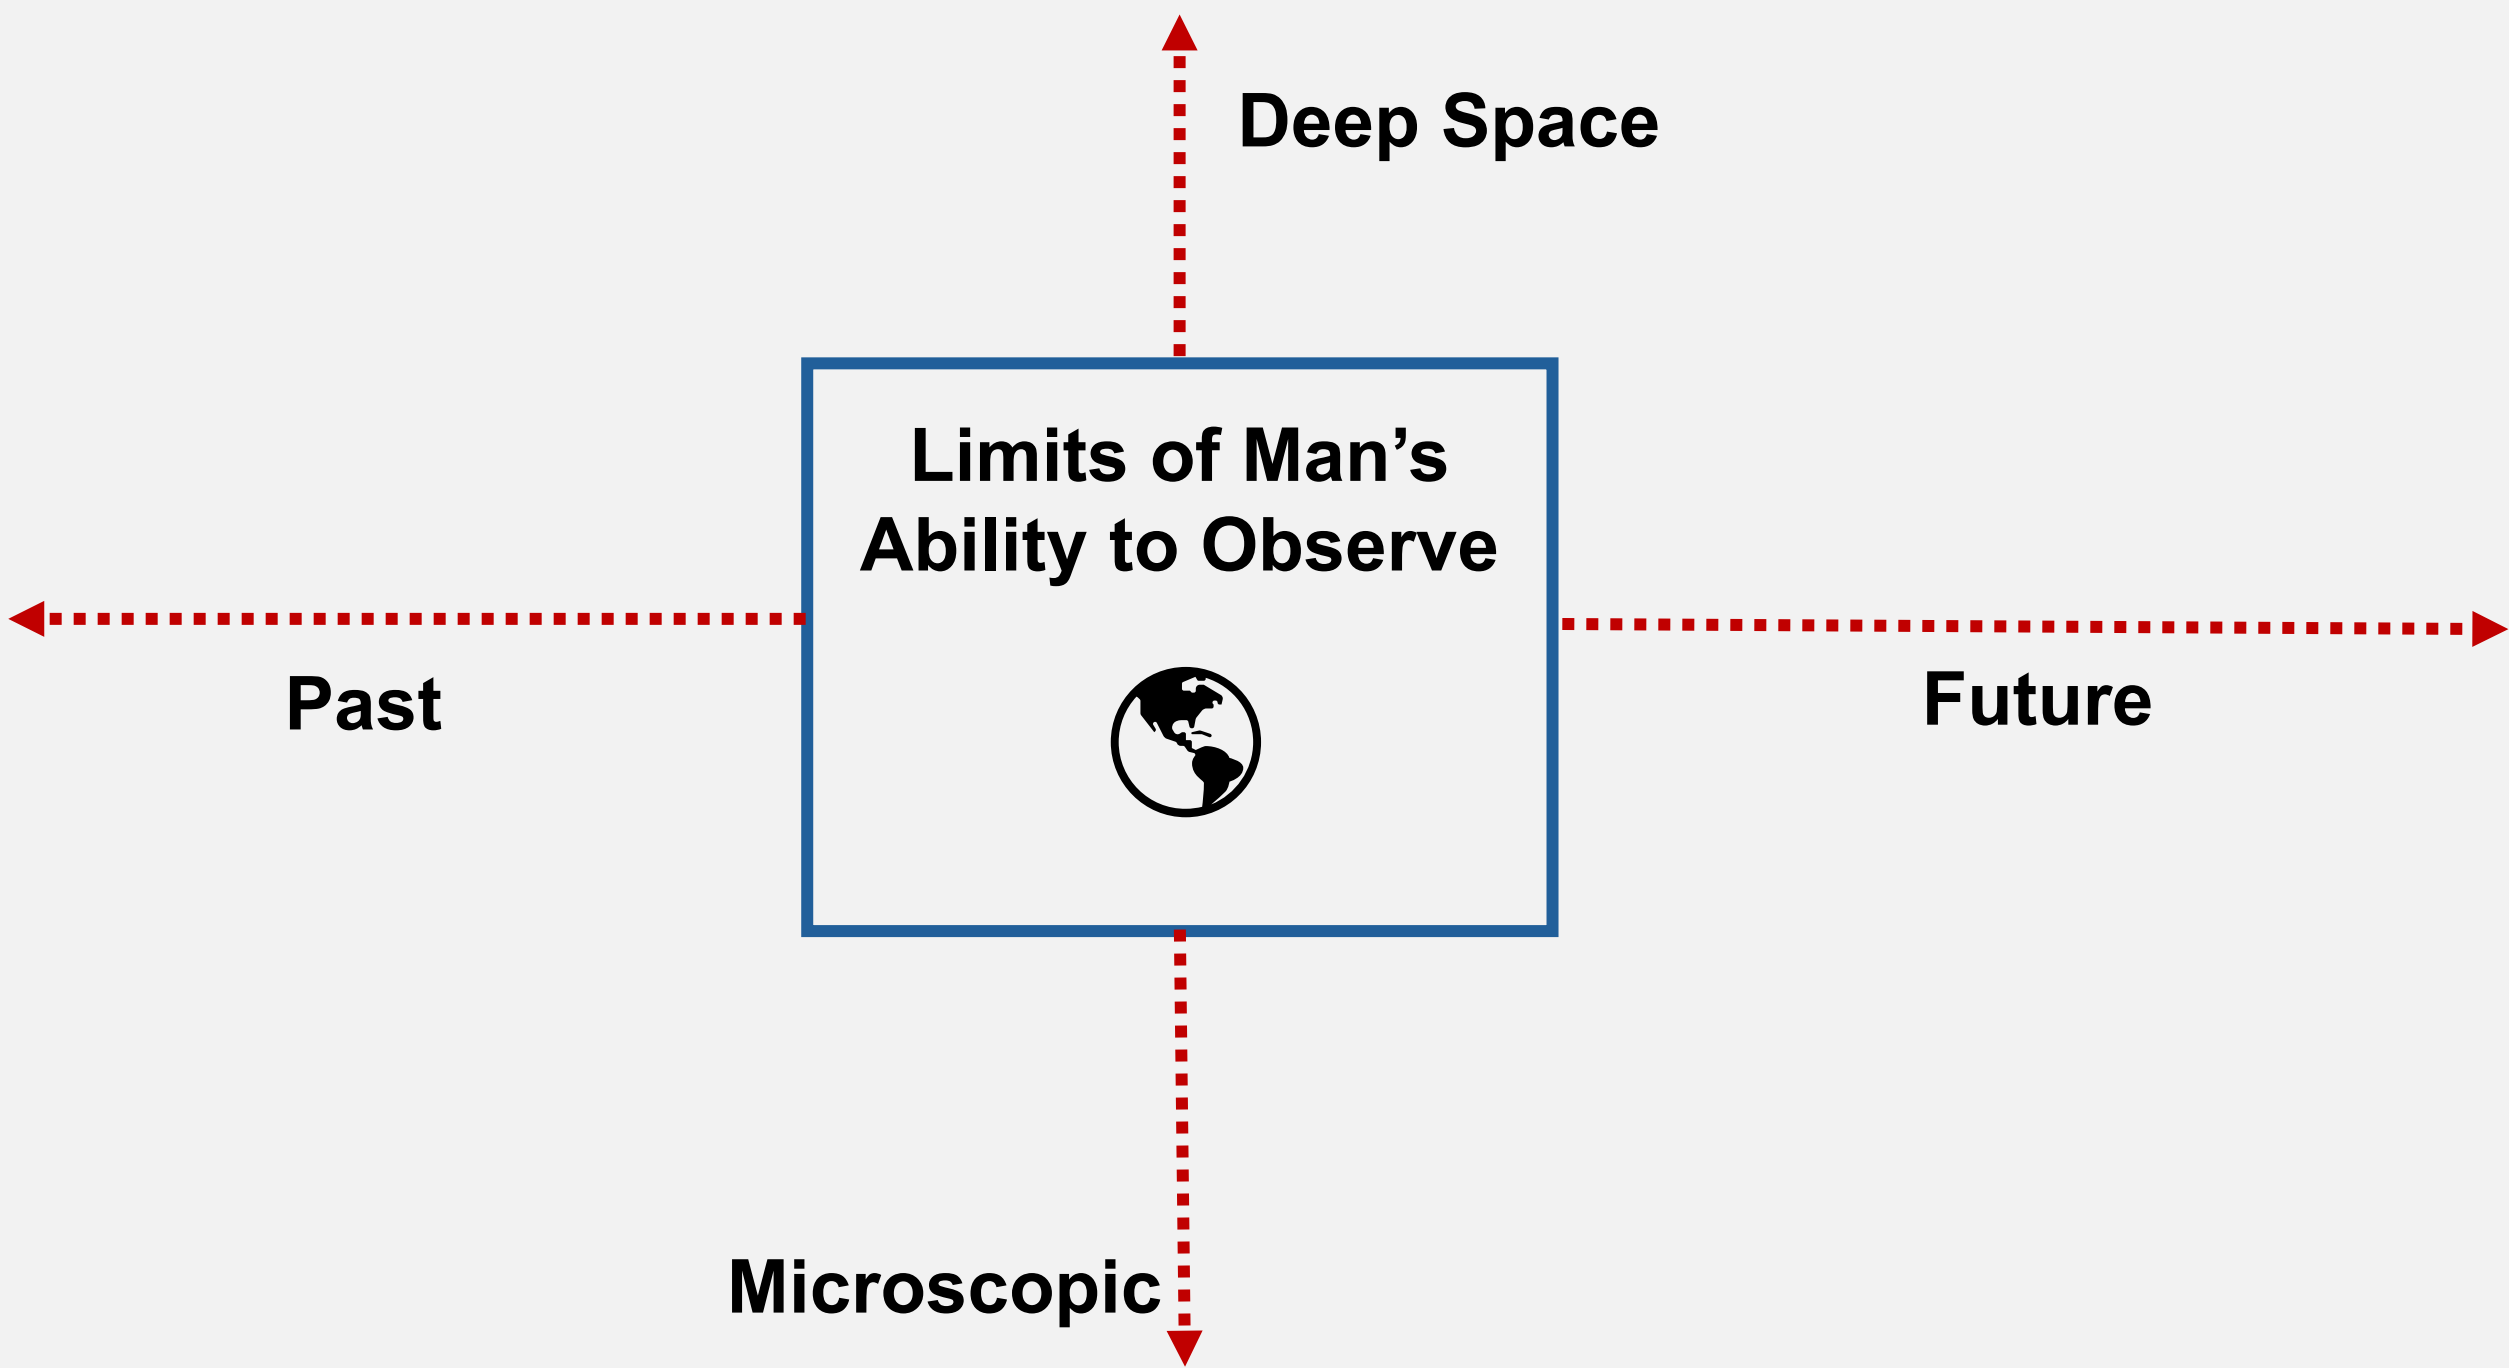 Deep Space
Limits of Man’s
Ability to Observe
Past
Future
Microscopic